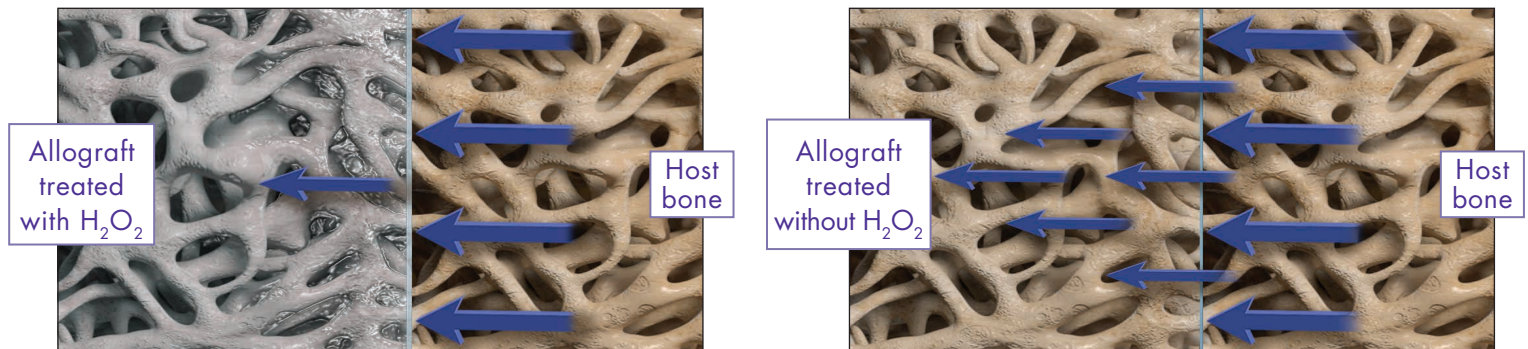 Allograft
treated
with H₂O₂
Host
bone
Allograft
treated
without H₂O₂
Host
bone